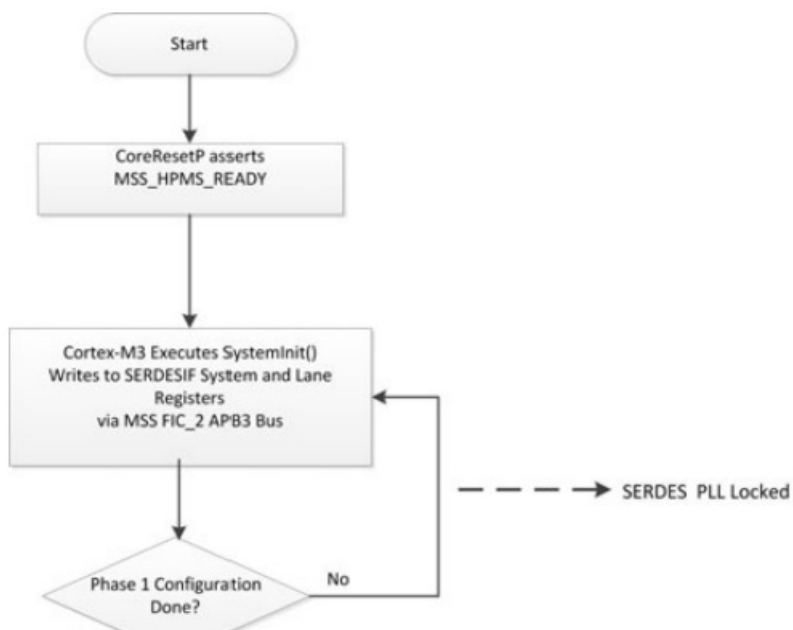 Start
CoreResetP asserts
MSS_HPMS_READY
Cortex-M3 Executes SystemInit()
Writes to SERDESIF System and Lane
Registers
via MSS FIC_2 APB3 Bus
SERDES PLL Locked
Phase 1 Configuration
Done?
No